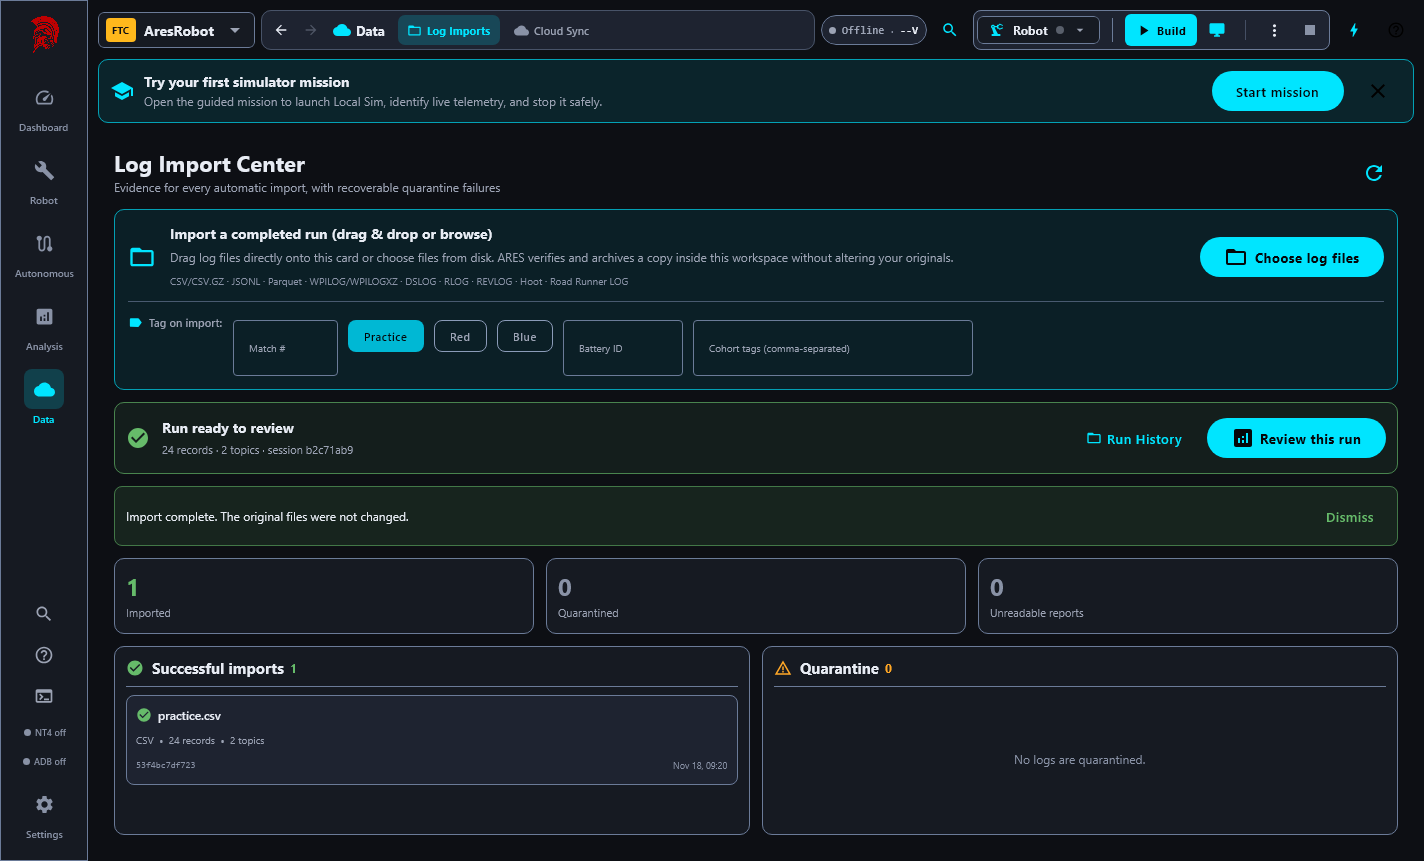 FTC AresRobot
Data
Log Imports
Cloud Sync
Offline · --V
Robot
Build
Try your first simulator mission
Open the guided mission to launch Local Sim, identify live telemetry, and stop it safely.
Start mission
Dashboard
Robot
Autonomous
Analysis
Data
NT4 off
ADB off
Settings
Log Import Center
Evidence for every automatic import, with recoverable quarantine failures
Import a completed run (drag & drop or browse)
Drag log files directly onto this card or choose files from disk. ARES verifies and archives a copy inside this workspace without altering your originals.
CSV/CSV.GZ · JSONL · Parquet · WPILOG/WPILOGXZ · DSLOG · RLOG · REVLOG · Hoot · Road Runner LOG
Choose log files
Tag on import:
Match #
Practice
Red
Blue
Battery ID
Cohort tags (comma-separated)
Run ready to review
24 records · 2 topics · session b2c71ab9
Run History
Review this run
Import complete. The original files were not changed.
Dismiss
1
Imported
0
Quarantined
0
Unreadable reports
Successful imports 1
practice.csv
CSV • 24 records • 2 topics
53f4bc7df723
Nov 18, 09:20
Quarantine 0
No logs are quarantined.